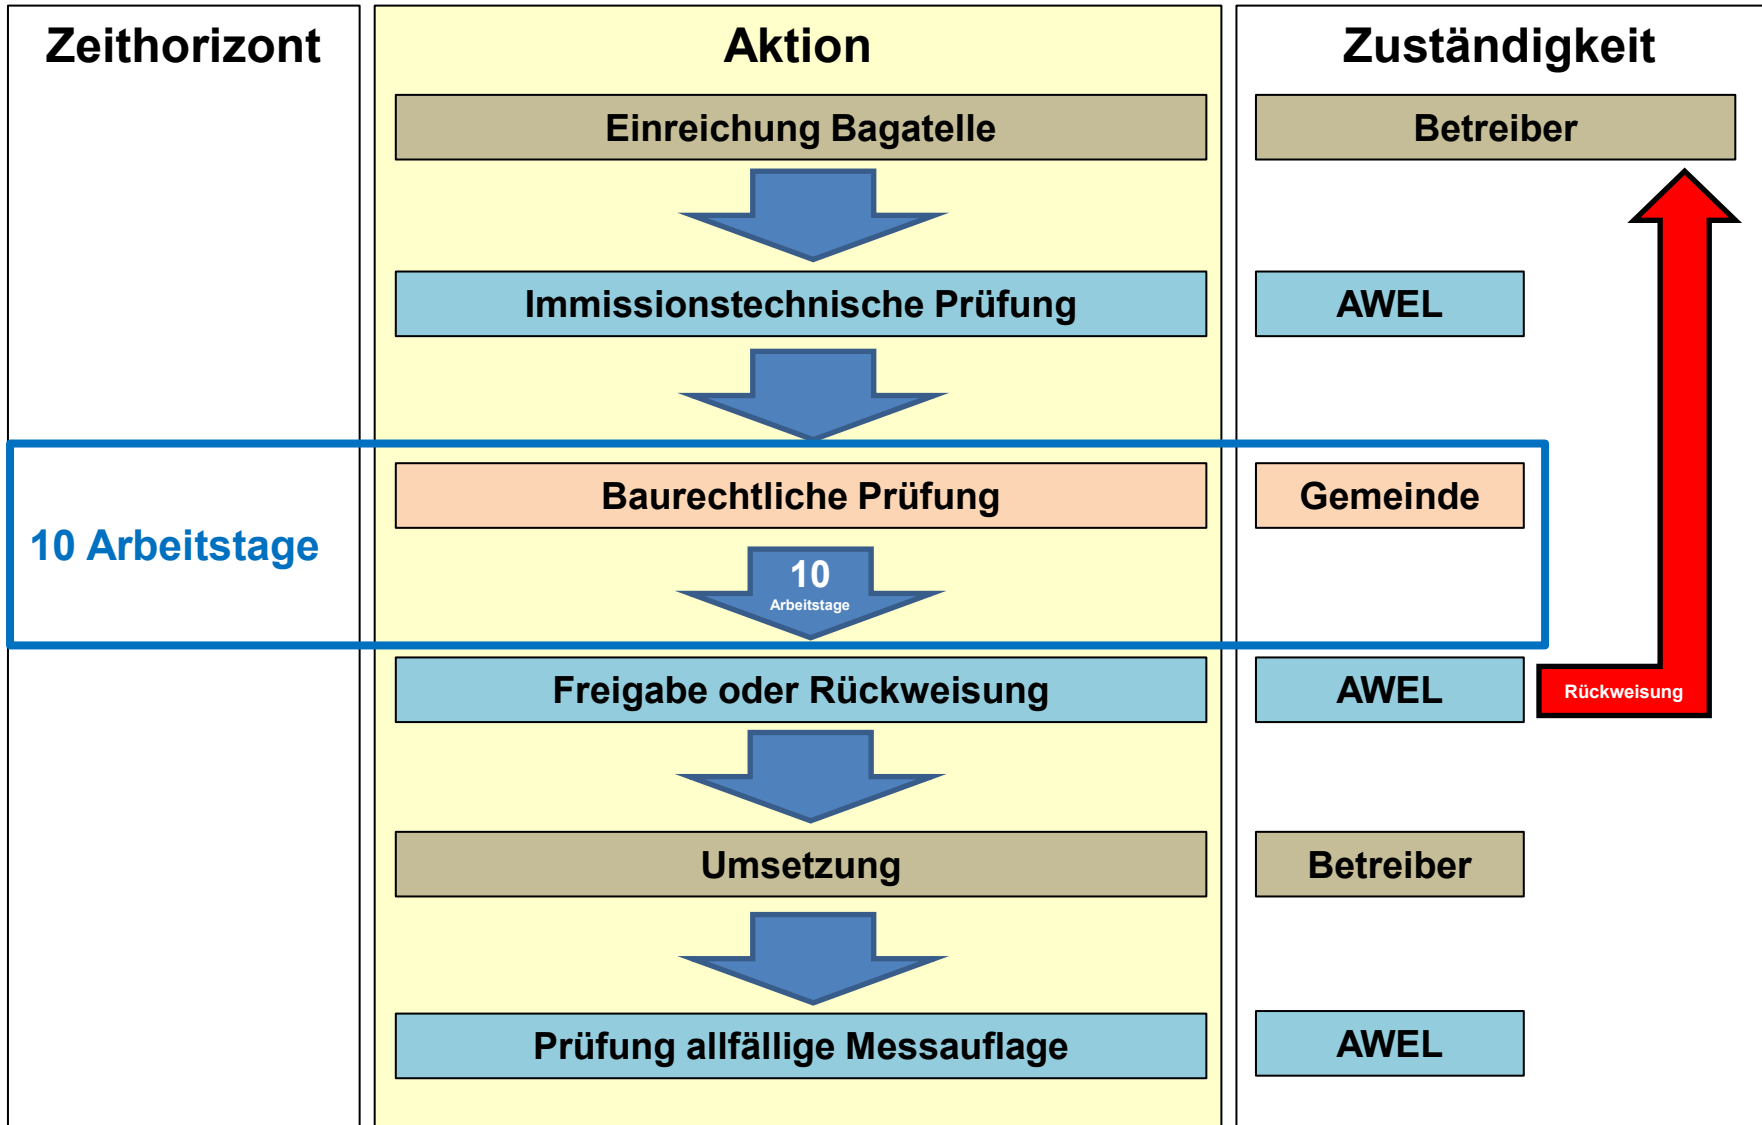 Zeithorizont
Aktion
Zuständigkeit
Einreichung Bagatelle
Betreiber
Immissionstechnische Prüfung
AWEL
Baurechtliche Prüfung
Gemeinde
10 Arbeitstage
10
Arbeitstage
Freigabe oder Rückweisung
AWEL
Rückweisung
Umsetzung
Betreiber
Prüfung allfällige Messauflage
AWEL